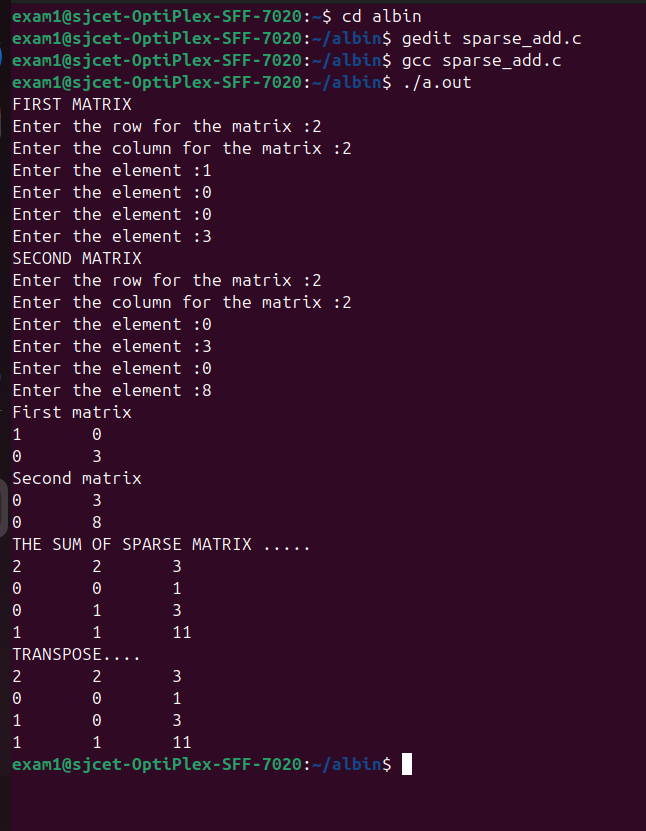 exam1@sjcet-OptiPlex-SFF-7020:~$ cd albin
exam1@sjcet-OptiPlex-SFF-7020:~/albin$ gedit sparse_add.c
exam1@sjcet-OptiPlex-SFF-7020:~/albin$ gcc sparse_add.c
exam1@sjcet-OptiPlex-SFF-7020:~/albin$ ./a.out
FIRST MATRIX
Enter the row for the matrix :2
Enter the column for the matrix :2
Enter the element :1
Enter the element :0
Enter the element :0
Enter the element :3
SECOND MATRIX
Enter the row for the matrix :2
Enter the column for the matrix :2
Enter the element :0
Enter the element :3
Enter the element :0
Enter the element :8
First matrix
1       0
0       3
Second matrix
0       3
0       8
THE SUM OF SPARSE MATRIX .....
2       2       3
0       0       1
0       1       3
1       1       11
TRANSPOSE....
2       2       3
0       0       1
1       0       3
1       1       11
exam1@sjcet-OptiPlex-SFF-7020:~/albin$